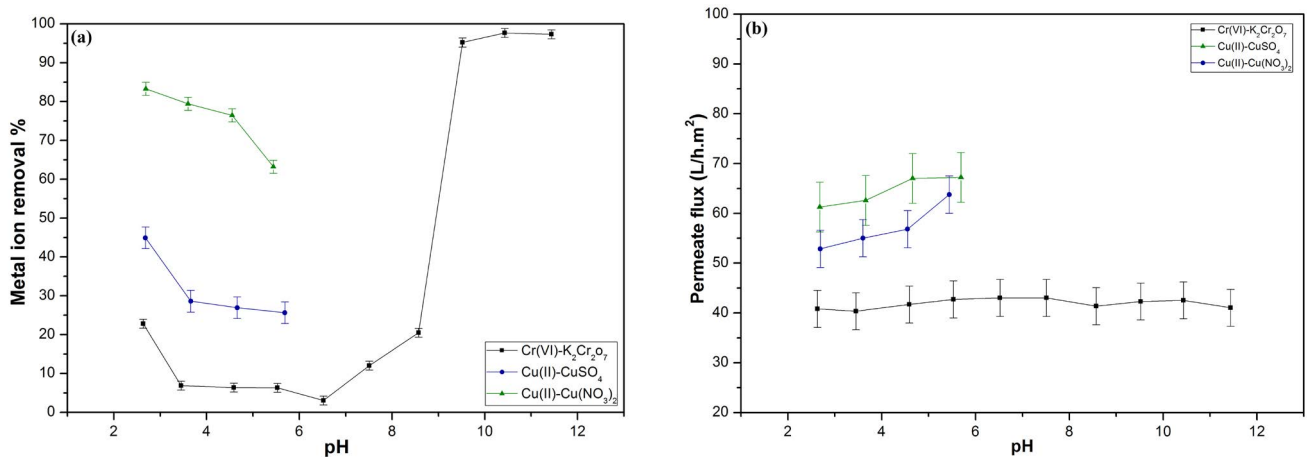 (a)
Metal ion removal %
100
90
80
70
60
50
40
30
20
10
0
2 4 6 8 10 12
pH
Cr(VI)-K₂Cr₂o₇
Cu(II)-CuSO₄
Cu(II)-Cu(NO₃)₂
(b)
Permeate flux (L/h.m²)
100
90
80
70
60
50
40
30
20
2 4 6 8 10 12
pH
Cr(VI)-K₂Cr₂O₇
Cu(II)-CuSO₄
Cu(II)-Cu(NO₃)₂